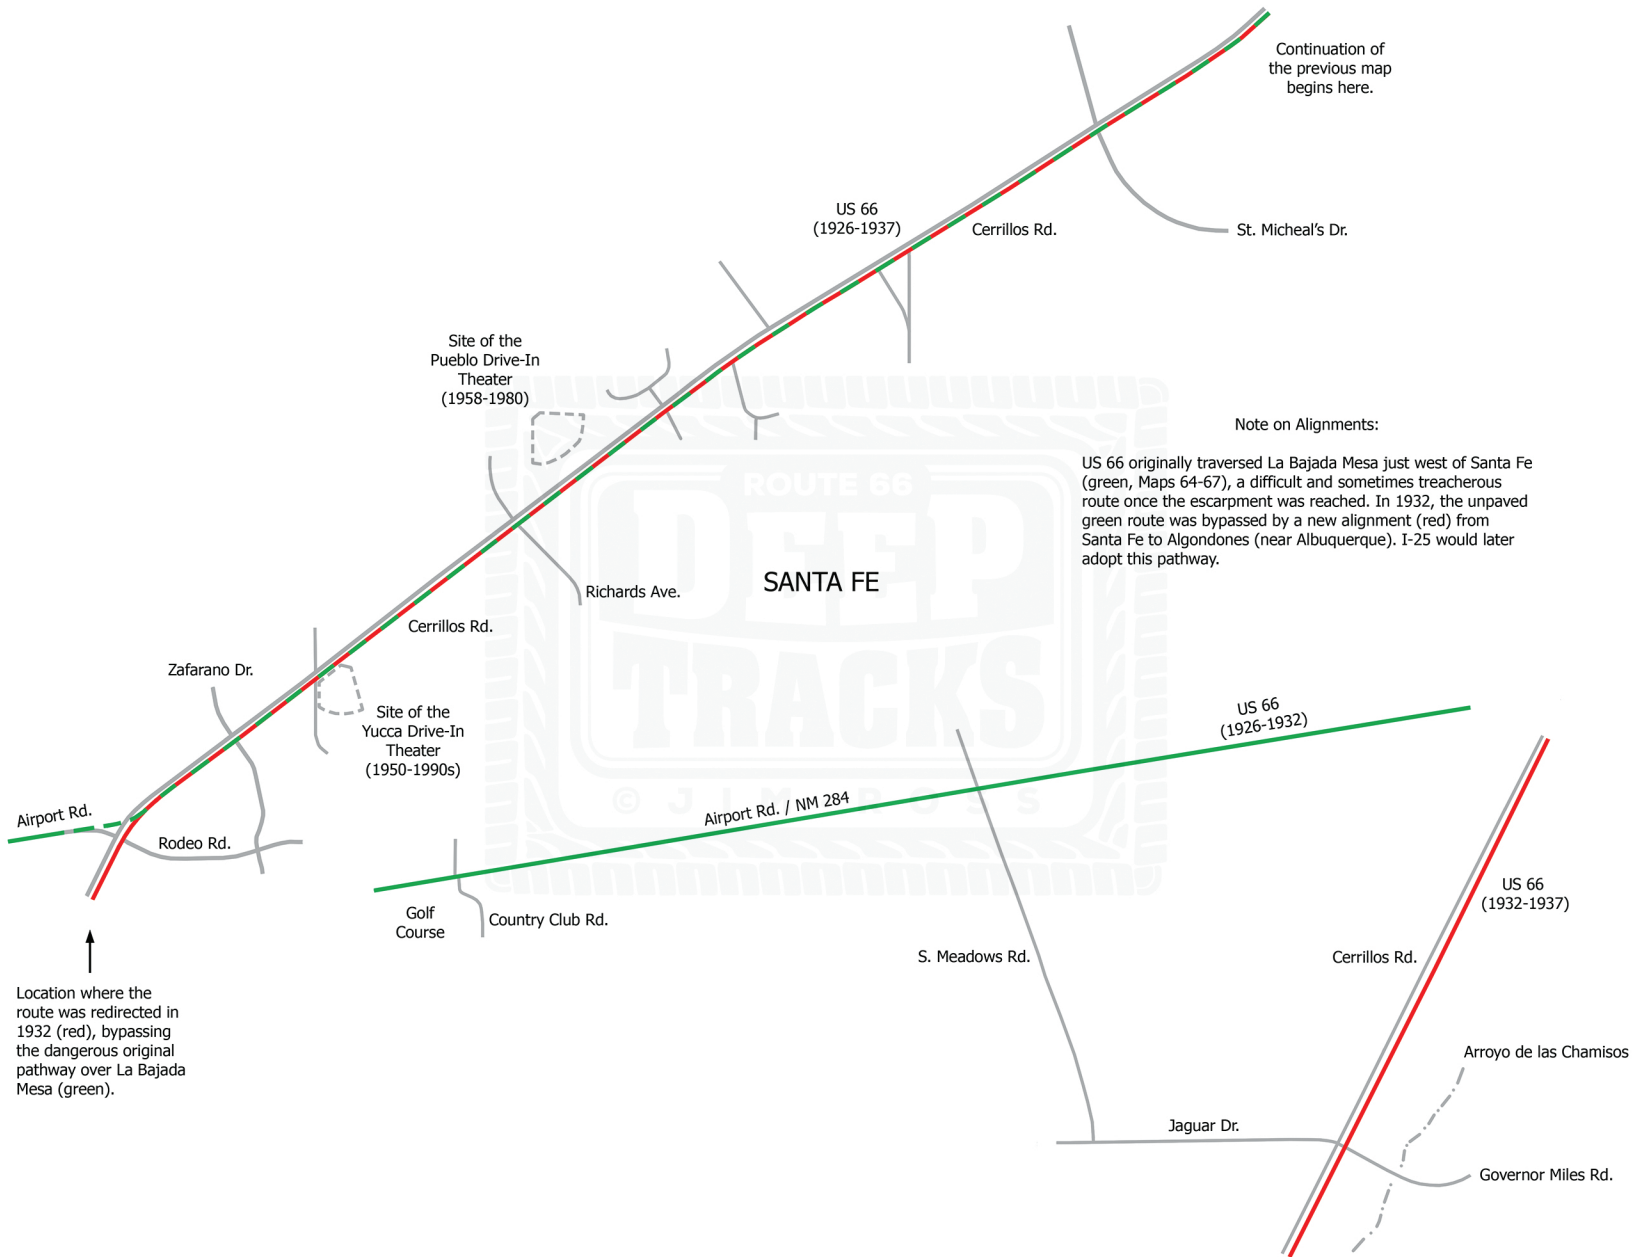 Continuation of
the previous map
begins here.
US 66
(1926-1937)
Cerrillos Rd.
St. Micheal's Dr.
Site of the
Pueblo Drive-In
Theater
(1958-1980)
Note on Alignments:
US 66 originally traversed La Bajada Mesa just west of Santa Fe
(green, Maps 64-67), a difficult and sometimes treacherous
route once the escarpment was reached. In 1932, the unpaved
green route was bypassed by a new alignment (red) from
Santa Fe to Algondones (near Albuquerque). I-25 would later
adopt this pathway.
ROUTE 66
DEEP
TRACKS
© JIM ROSS
SANTA FE
Richards Ave.
Cerrillos Rd.
Zafarano Dr.
Site of the
Yucca Drive-In
Theater
(1950-1990s)
Airport Rd.
Rodeo Rd.
US 66
(1926-1932)
Airport Rd. / NM 284
Golf
Course
Country Club Rd.
S. Meadows Rd.
US 66
(1932-1937)
Cerrillos Rd.
Location where the
route was redirected in
1932 (red), bypassing
the dangerous original
pathway over La Bajada
Mesa (green).
Arroyo de las Chamisos
Jaguar Dr.
Governor Miles Rd.